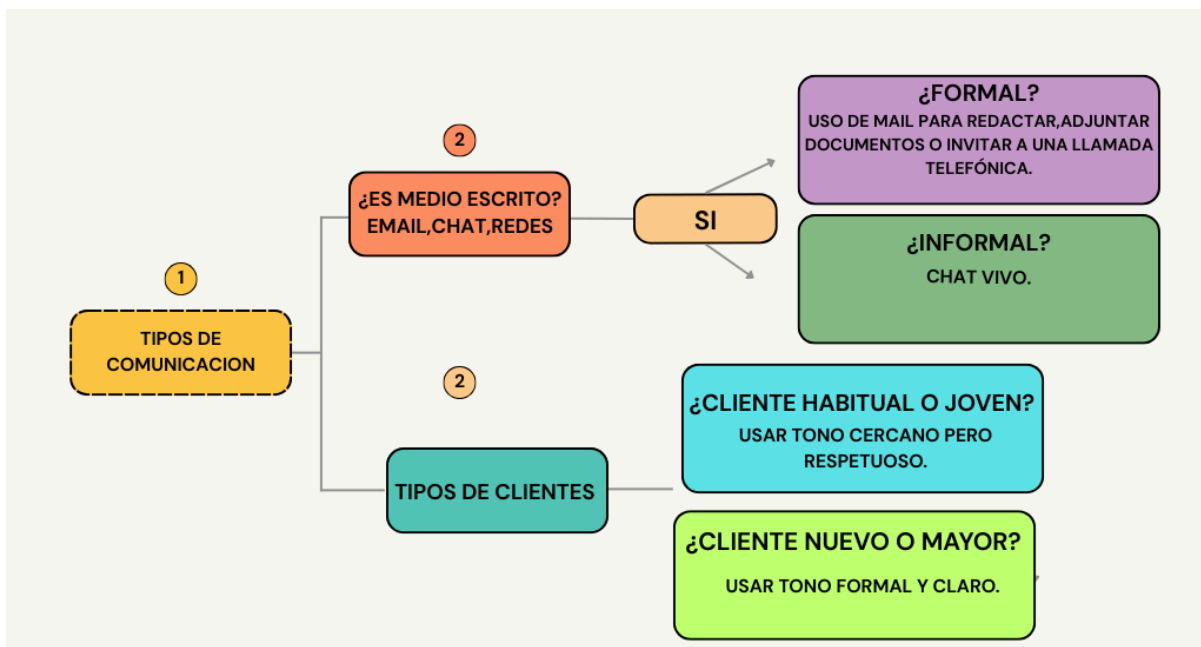 1
TIPOS DE
COMUNICACION
2
¿ES MEDIO ESCRITO?
EMAIL,CHAT,REDES
SI
¿FORMAL?
USO DE MAIL PARA REDACTAR,ADJUNTAR
DOCUMENTOS O INVITAR A UNA LLAMADA
TELEFÓNICA.
¿INFORMAL?
CHAT VIVO.
2
TIPOS DE CLIENTES
¿CLIENTE HABITUAL O JOVEN?
USAR TONO CERCANO PERO
RESPETUOSO.
¿CLIENTE NUEVO O MAYOR?
USAR TONO FORMAL Y CLARO.